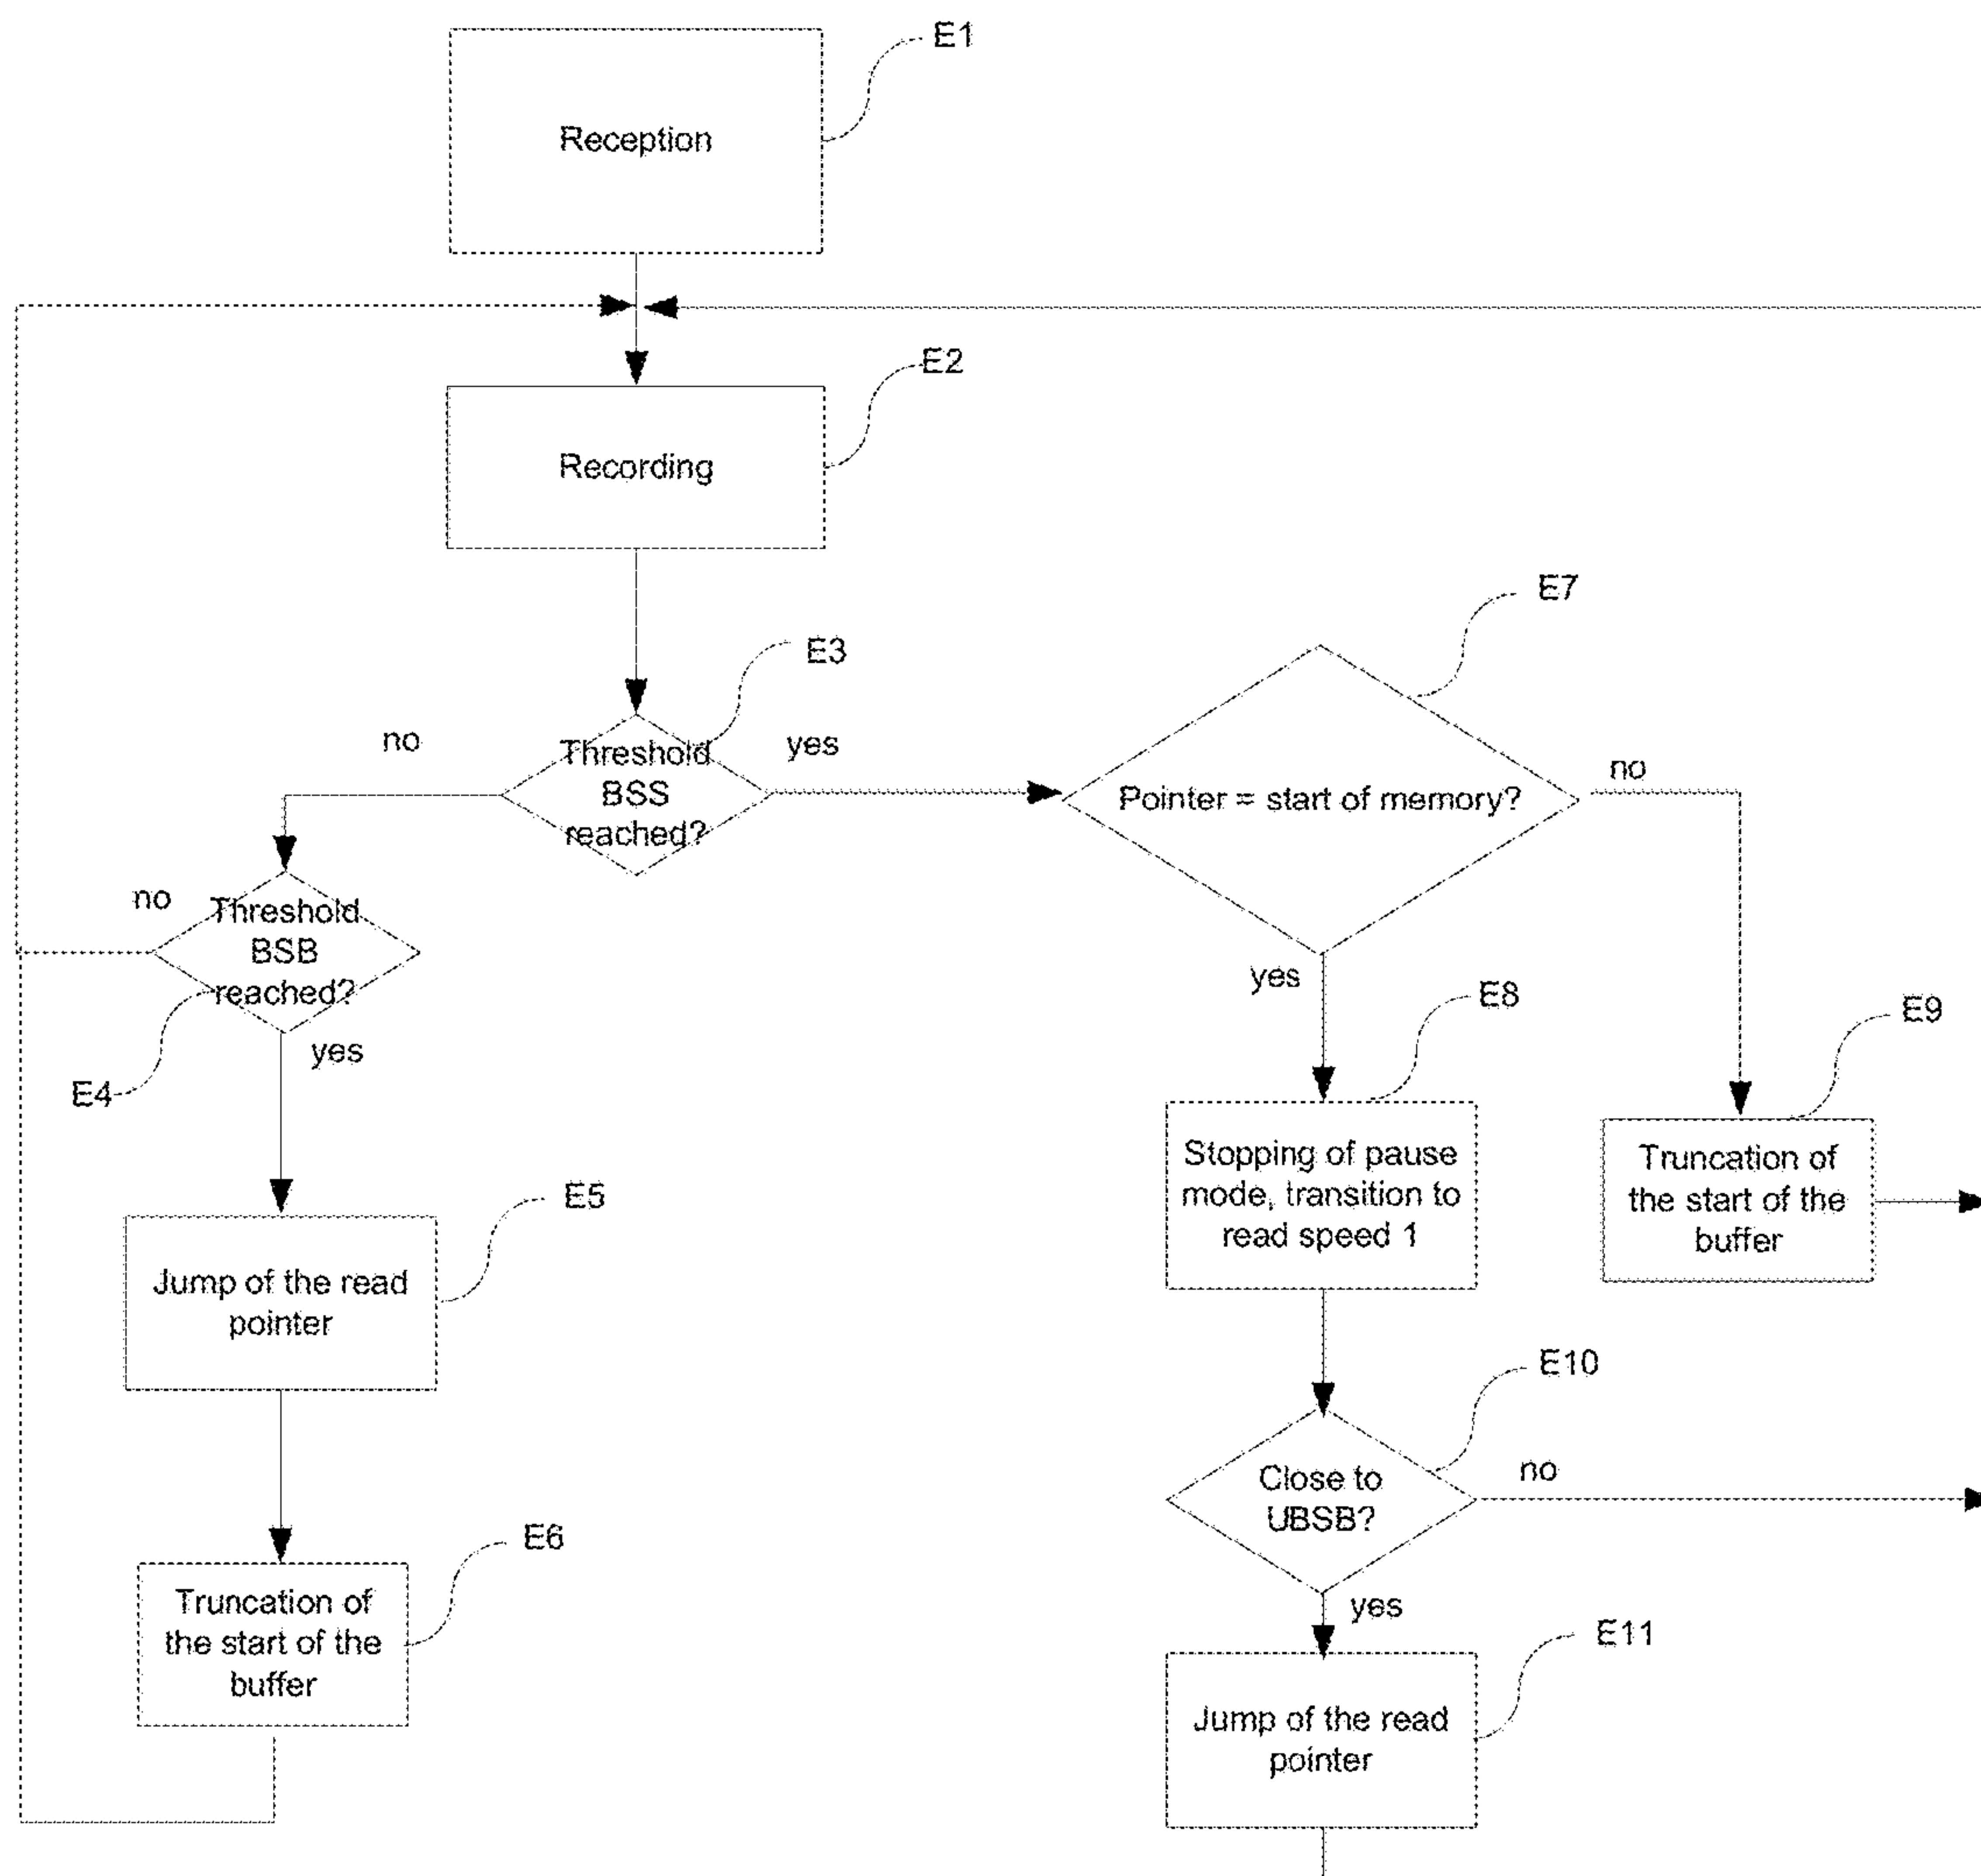 E1
Reception
E2
Recording
E3
E7
no
Threshold
BSS
reached?
yes
Pointer = start of memory?
no
no
Threshold
BSB
reached?
yes
yes
E4
E8
E9
Stopping of pause
mode, transition to
read speed 1
Truncation of
the start of the
buffer
E5
Jump of the read
pointer
E10
Close to
UBSB?
no
E6
Truncation of
the start of the
buffer
yes
E11
Jump of the read
pointer